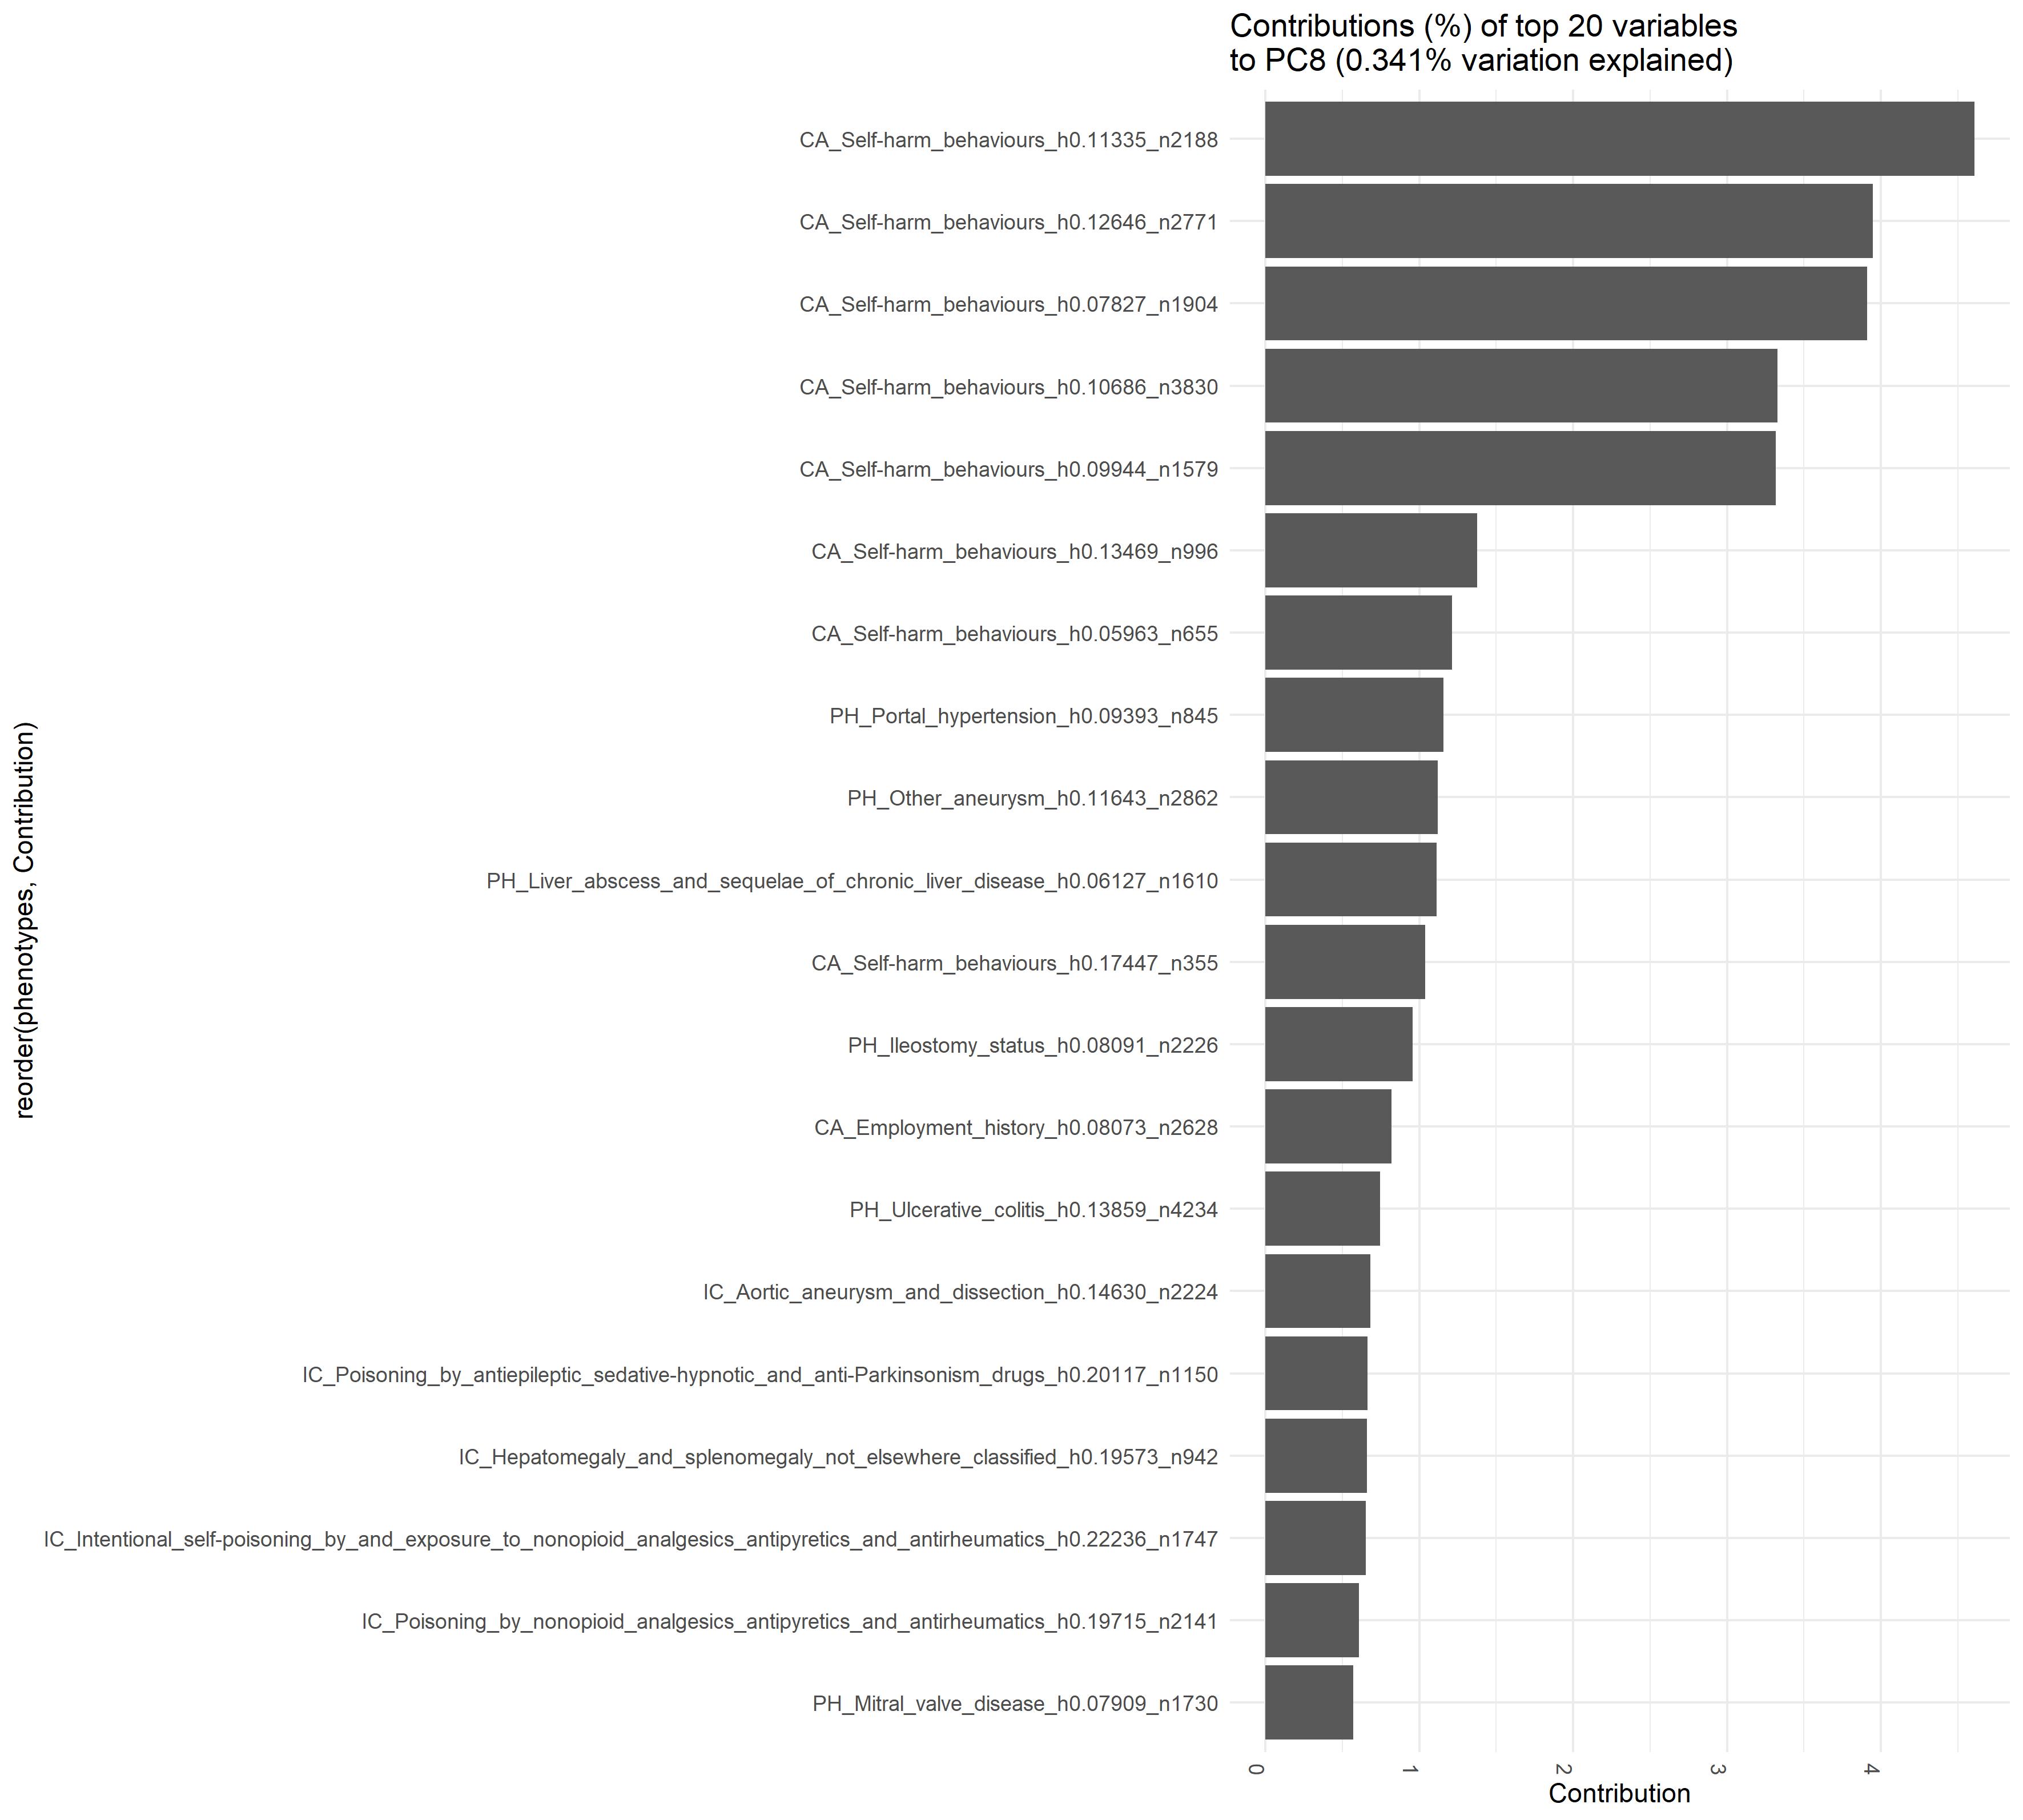 Contributions (%) of top 20 variables
to PC8 (0.341% variation explained)
reorder(phenotypes, Contribution)
CA_Self-harm_behaviours_h0.11335_n2188
CA_Self-harm_behaviours_h0.12646_n2771
CA_Self-harm_behaviours_h0.07827_n1904
CA_Self-harm_behaviours_h0.10686_n3830
CA_Self-harm_behaviours_h0.09944_n1579
CA_Self-harm_behaviours_h0.13469_n996
CA_Self-harm_behaviours_h0.05963_n655
PH_Portal_hypertension_h0.09393_n845
PH_Other_aneurysm_h0.11643_n2862
PH_Liver_abscess_and_sequelae_of_chronic_liver_disease_h0.06127_n1610
CA_Self-harm_behaviours_h0.17447_n355
PH_Ileostomy_status_h0.08091_n2226
CA_Employment_history_h0.08073_n2628
PH_Ulcerative_colitis_h0.13859_n4234
IC_Aortic_aneurysm_and_dissection_h0.14630_n2224
IC_Poisoning_by_antiepileptic_sedative-hypnotic_and_anti-Parkinsonism_drugs_h0.20117_n1150
IC_Hepatomegaly_and_splenomegaly_not_elsewhere_classified_h0.19573_n942
IC_Intentional_self-poisoning_by_and_exposure_to_nonopioid_analgesics_antipyretics_and_antirheumatics_h0.22236_n1747
IC_Poisoning_by_nonopioid_analgesics_antipyretics_and_antirheumatics_h0.19715_n2141
PH_Mitral_valve_disease_h0.07909_n1730
0 1 2 3 4
Contribution